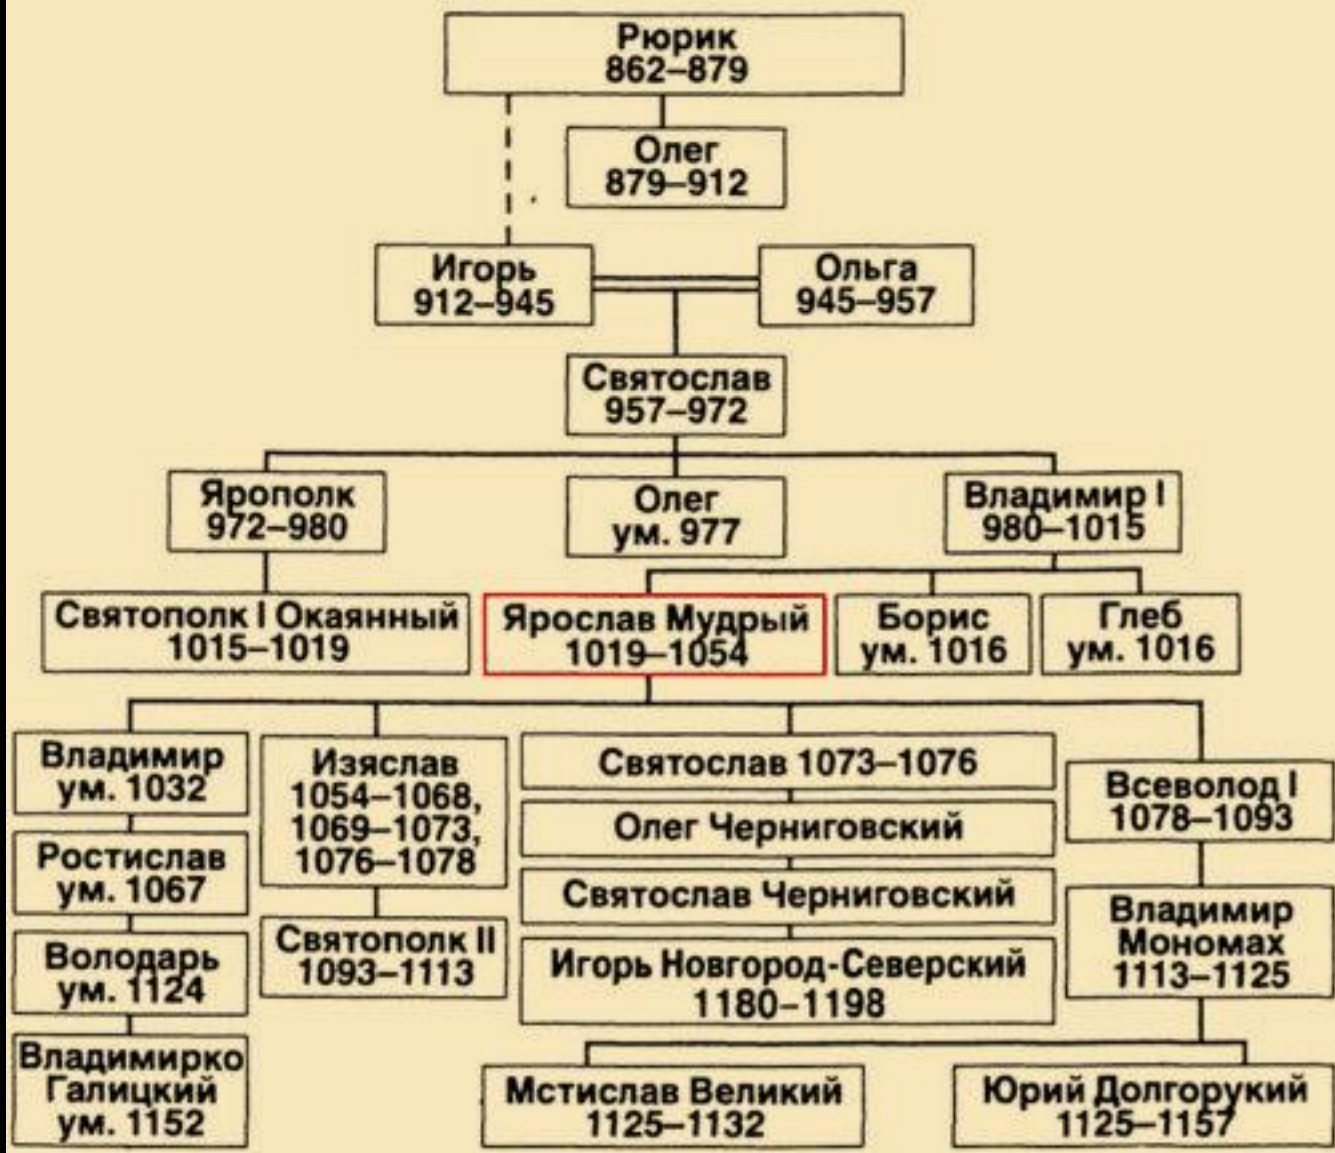 Рюрик
862–879
Олег
879–912
Игорь
912–945
Ольга
945–957
Святослав
957–972
Ярополк
972–980
Олег
ум. 977
Владимир I
980–1015
Святополк I Окаянный
1015–1019
Ярослав Мудрый
1019–1054
Борис
ум. 1016
Глеб
ум. 1016
Владимир
ум. 1032
Изяслав
1054–1068,
1069–1073,
1076–1078
Святослав 1073–1076
Всеволод I
1078–1093
Олег Черниговский
Ростислав
ум. 1067
Святослав Черниговский
Владимир
Мономах
1113–1125
Святополк II
1093–1113
Володарь
ум. 1124
Игорь Новгород-Северский
1180–1198
Владимирко
Галицкий
ум. 1152
Мстислав Великий
1125–1132
Юрий Долгорукий
1125–1157